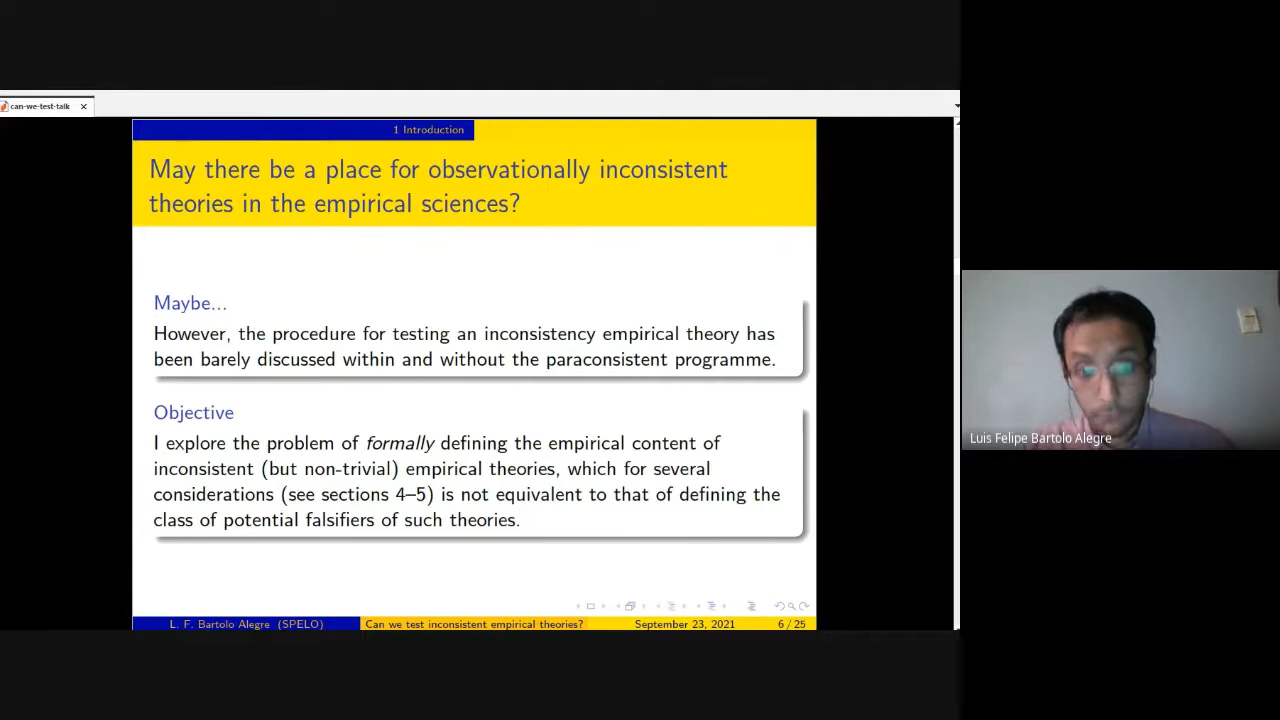 can-we-test-talk
1 Introduction
May there be a place for observationally inconsistent
theories in the empirical sciences?
Maybe...
However, the procedure for testing an inconsistency empirical theory has
been barely discussed within and without the paraconsistent programme.
Objective
I explore the problem of formally defining the empirical content of
inconsistent (but non-trivial) empirical theories, which for several
considerations (see sections 4–5) is not equivalent to that of defining the
class of potential falsifiers of such theories.
L. F. Bartolo Alegre (SPELO) Can we test inconsistent empirical theories? September 23, 2021 6 / 25
Luis Felipe Bartolo Alegre